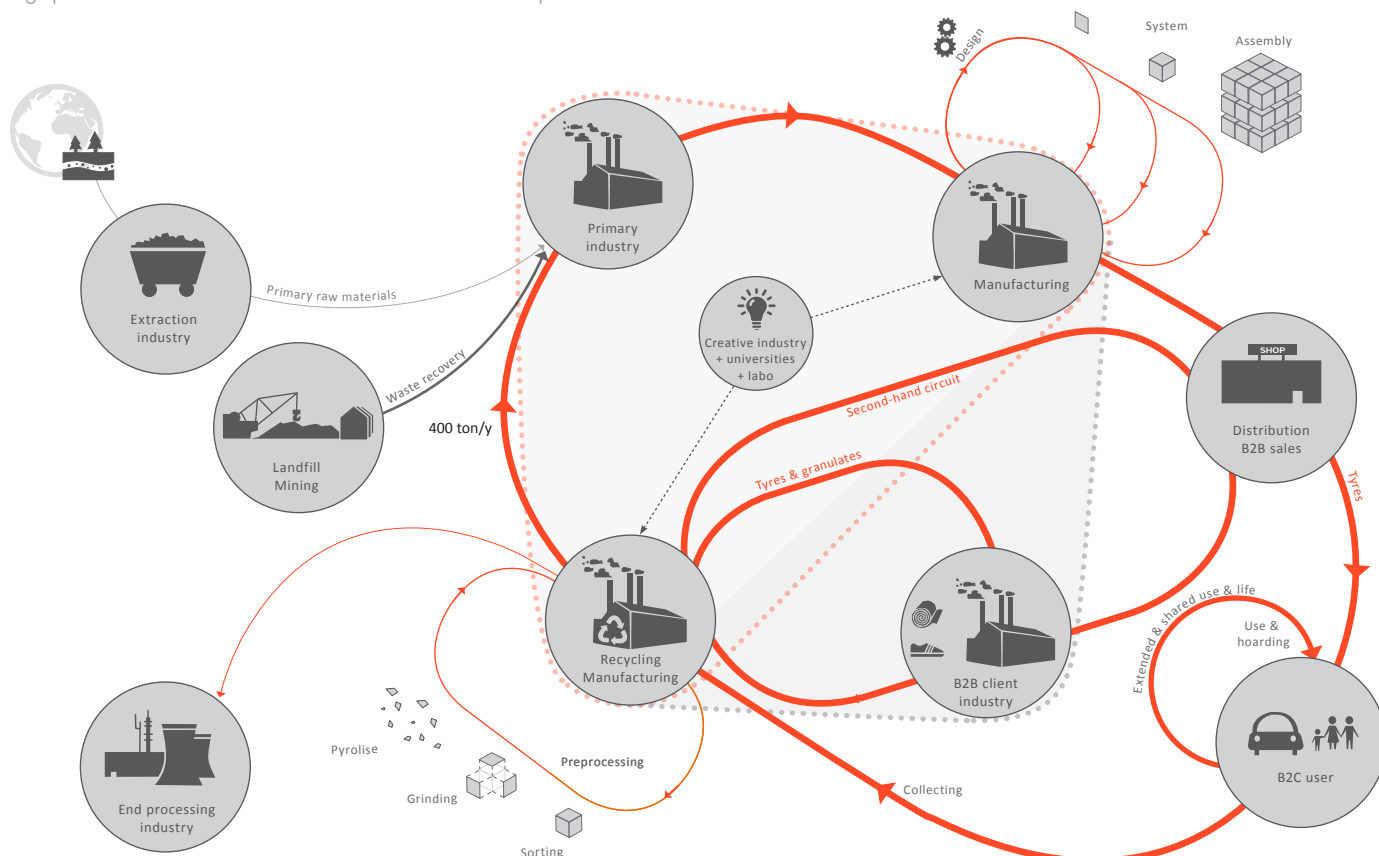 System
Assembly
Design
Primary
industry
Manufacturing
Extraction
industry
Primary raw materials
Creative industry
+ universities
+ labo
SHOP
Distribution
B2B sales
Waste recovery
Second-hand circuit
400 ton/y
Landfill
Mining
Tyres & granulates
Tyres
Extended & shared use & life
Use &
hoarding
Recycling
Manufacturing
B2B client
industry
B2C user
Pyrolise
Preprocessing
Grinding
Collecting
End processing
industry
Sorting